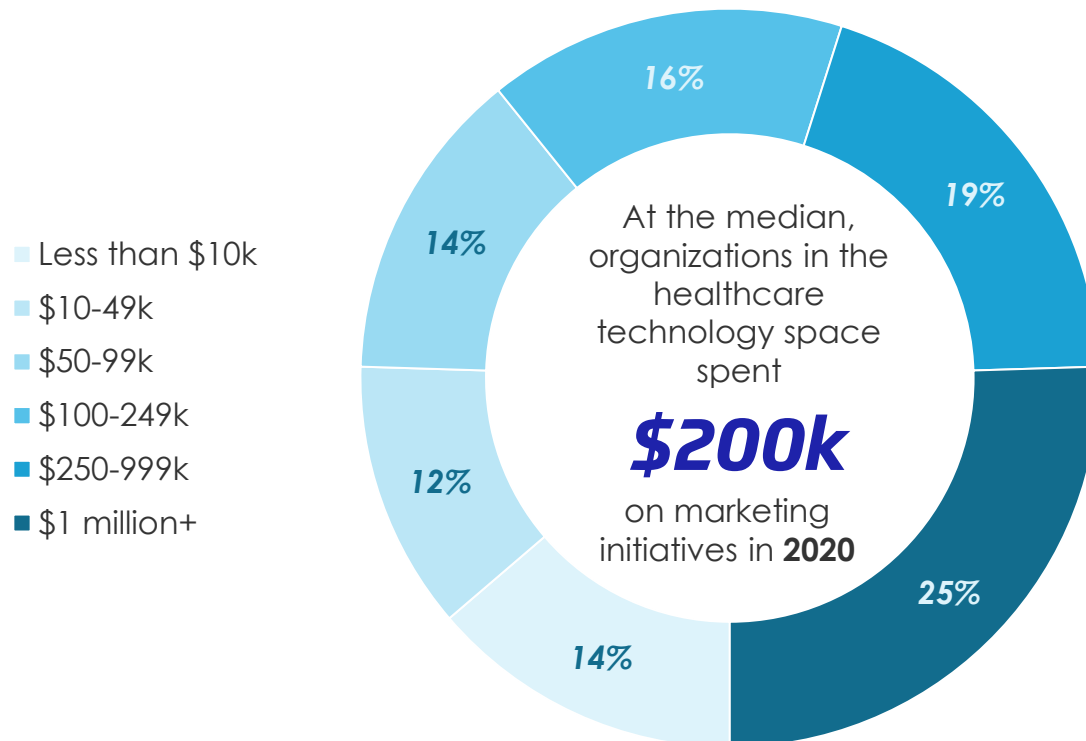 Less than $10k
$10-49k
$50-99k
$100-249k
$250-999k
$1 million+
16%
19%
14%
12%
14%
25%
At the median,
organizations in the
healthcare
technology space
spent
$200k
on marketing
initiatives in 2020